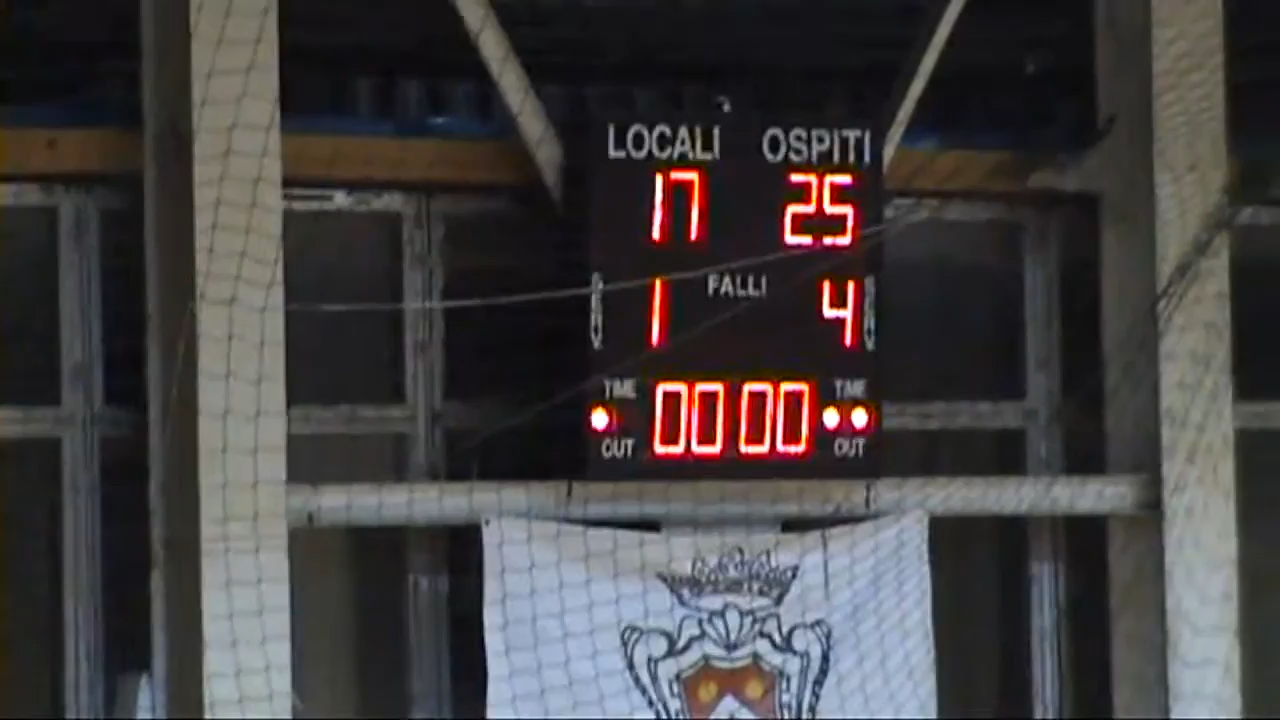 LOCALI OSPITI
17 25
FALLI
1 4
TIME 00 00 TIME
OUT OUT